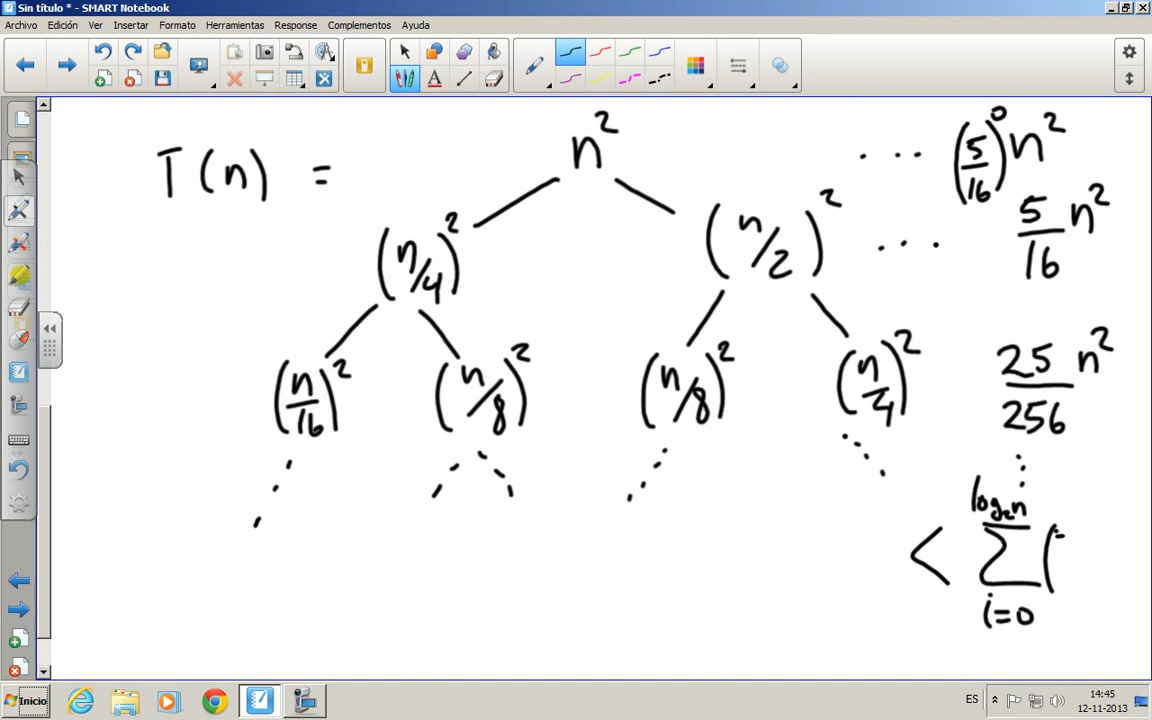 Sin título * - SMART Notebook
Archivo Edición Ver Insertar Formato Herramientas Response Complementos Ayuda
T(n) = n² ... (5/16)⁰ n²
(n/4)² (n/2)² ... 5/16 n²
(n/16)² (n/8)² (n/8)² (n/4)² 25/256 n²
⋮
log₂n
< Σ (
i=0
Inicio ES 14:45
12-11-2013